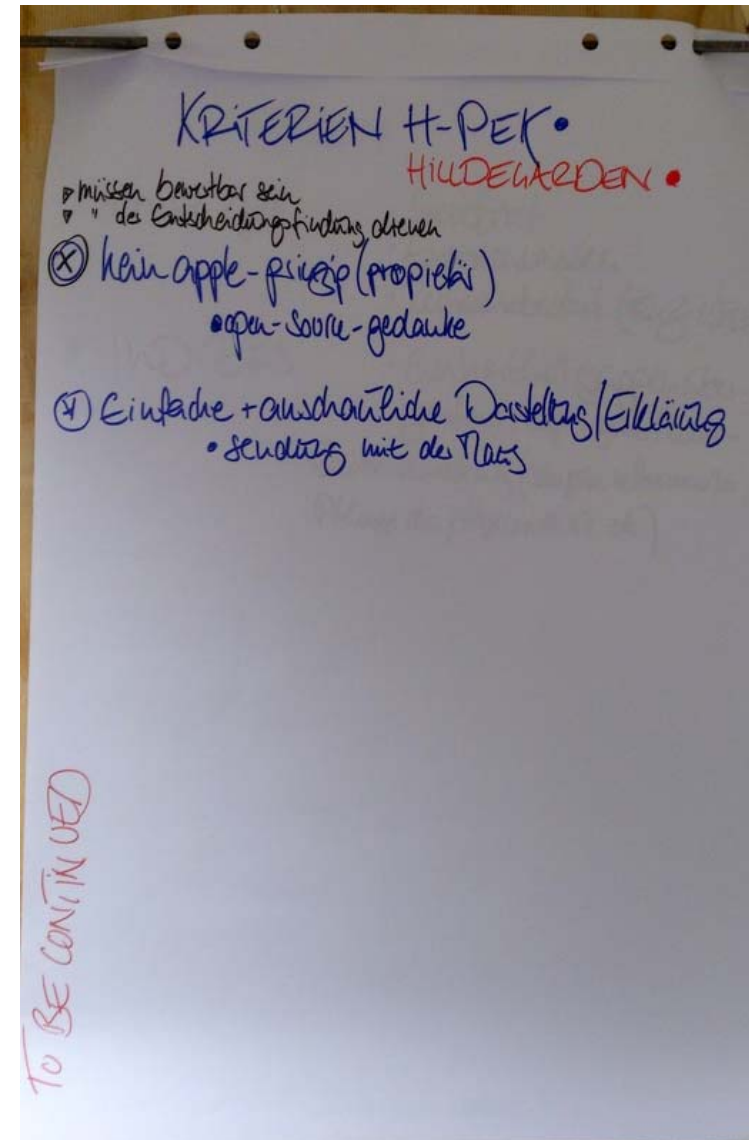 KRiTERiEN H-PEK •
HiLLDEGARDEN •
▹ müssen bewertbar sein
▹ " der Entscheidungsfindung dienen
Ⓧ kein apple-prinzip (propietär)
• open-source-gedanke
Einfache + anschauliche Darstellung/Erklärung
• Sendung mit der Maus
TO BE CONTiNUED